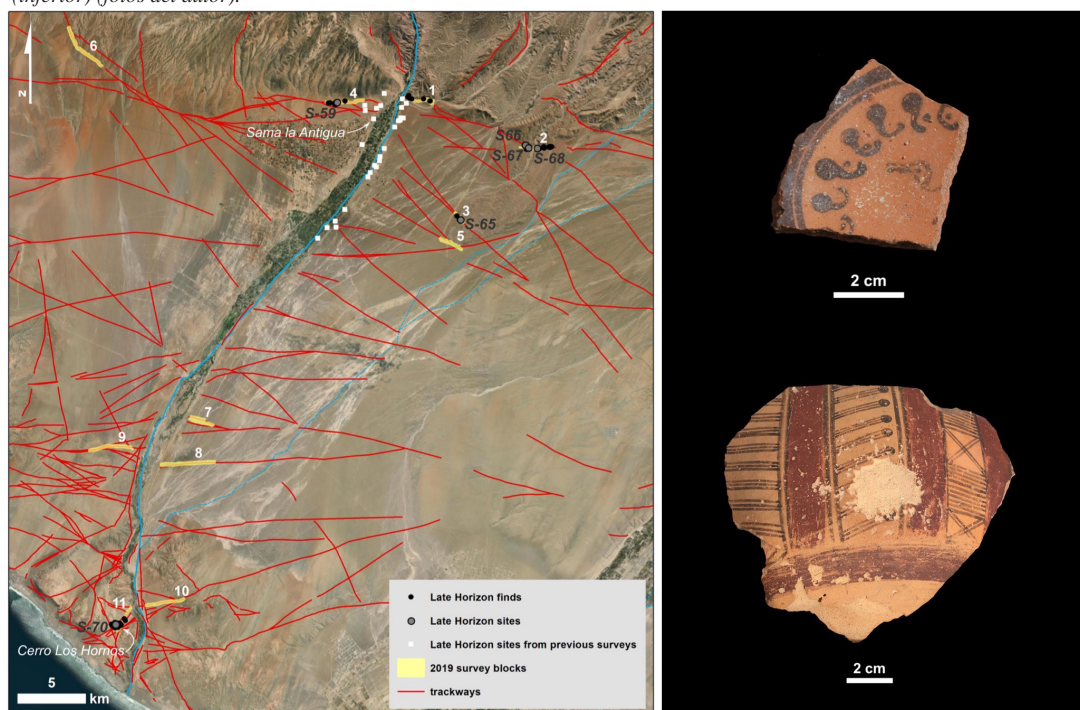 (inferior) (fotos del autor).
6
N
4
1
S-59
Sama la Antigua
S66
2
S-67
S-68
3
S-65
5
7
9
8
10
11
S-70
Cerro Los Hornos
5
km
Late Horizon finds
Late Horizon sites
Late Horizon sites from previous surveys
2019 survey blocks
trackways
2 cm
2 cm